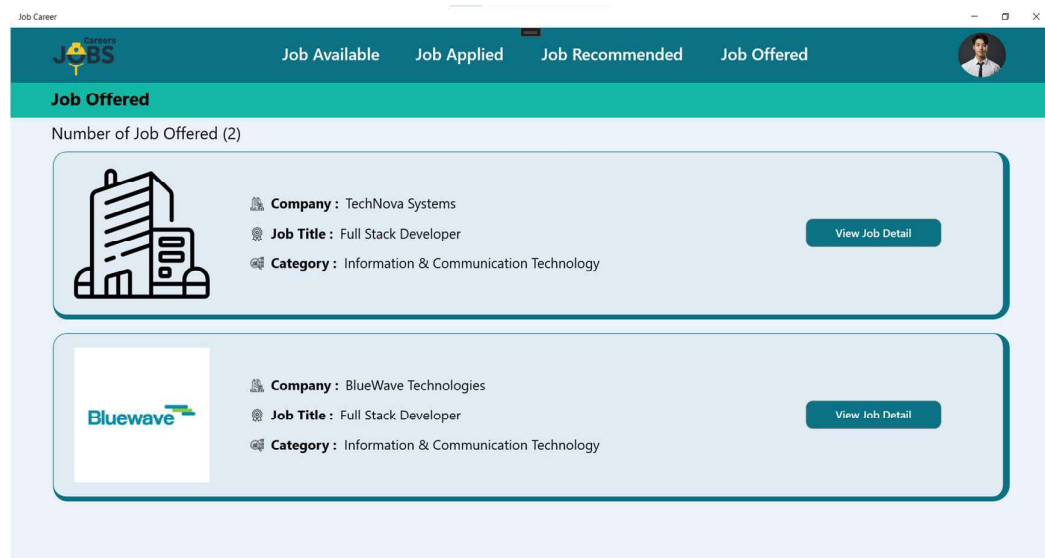 Job Career
Careers
JOBS
Job Available
Job Applied
Job Recommended
Job Offered
Job Offered
Number of Job Offered (2)
Company : TechNova Systems
Job Title : Full Stack Developer
View Job Detail
Category : Information & Communication Technology
Bluewave
Company : BlueWave Technologies
Job Title : Full Stack Developer
View Job Detail
Category : Information & Communication Technology